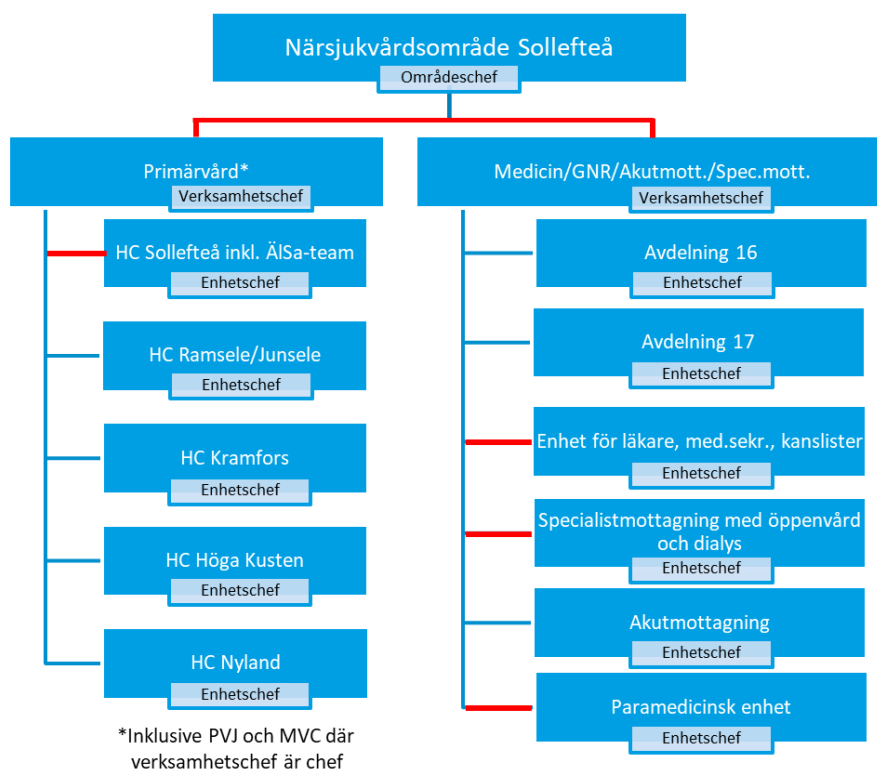 Närsjukvårdsområde Sollefteå
Områdeschef
Primärvård*
Verksamhetschef
HC Sollefteå inkl. ÄlSa-team
Enhetschef
HC Ramsele/Junsele
Enhetschef
HC Kramfors
Enhetschef
HC Höga Kusten
Enhetschef
HC Nyland
Enhetschef
*Inklusive PVJ och MVC där
verksamhetschef är chef
Medicin/GNR/Akutmott./Spec.mott.
Verksamhetschef
Avdelning 16
Enhetschef
Avdelning 17
Enhetschef
Enhet för läkare, med.sekr., kanslister
Enhetschef
Specialistmottagning med öppenvård
och dialys
Enhetschef
Akutmottagning
Enhetschef
Paramedicinsk enhet
Enhetschef